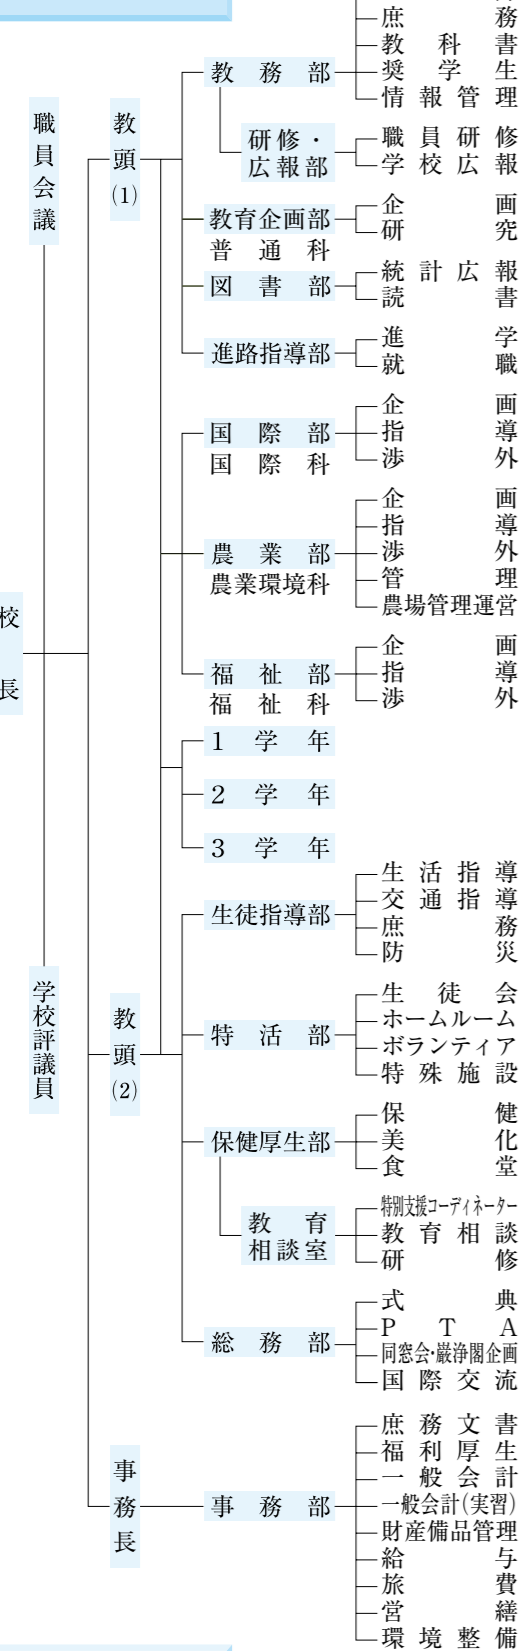 校長
職員会議
学校評議員
教頭(1)
教務部
庶務
教科書
奨学生
情報管理
研修・
広報部
職員研修
学校広報
教育企画部
普通科
企画
研究
図書部
統計広報
読書
進路指導部
進学
就職
国際部
国際科
企画
指導
渉外
農業部
農業環境科
企画
指導
渉外
管理
農場管理運営
福祉部
福祉科
企画
指導
渉外
1学年
2学年
3学年
教頭(2)
生徒指導部
生活指導
交通指導
庶務
防災
特活部
生徒会
ホームルーム
ボランティア
特殊施設
保健厚生部
保健
美化
食堂
教育
相談室
特別支援コーディネーター
教育相談
研修
総務部
式典
PTA
同窓会・巌浄閣企画
国際交流
事務長
事務部
庶務文書
福利厚生
一般会計
一般会計(実習)
財産備品管理
給与
旅費
営繕
環境整備